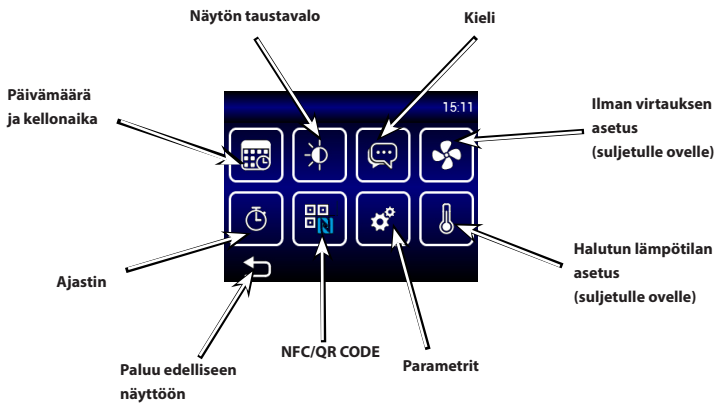 Näytön taustavalo
Kieli
Päivämäärä
ja kellonaika
15:11
Ilman virtauksen
asetus
(suljetulle ovelle)
Ajastin
Halutun lämpötilan
asetus
(suljetulle ovelle)
NFC/QR CODE
Parametrit
Paluu edelliseen
näyttöön